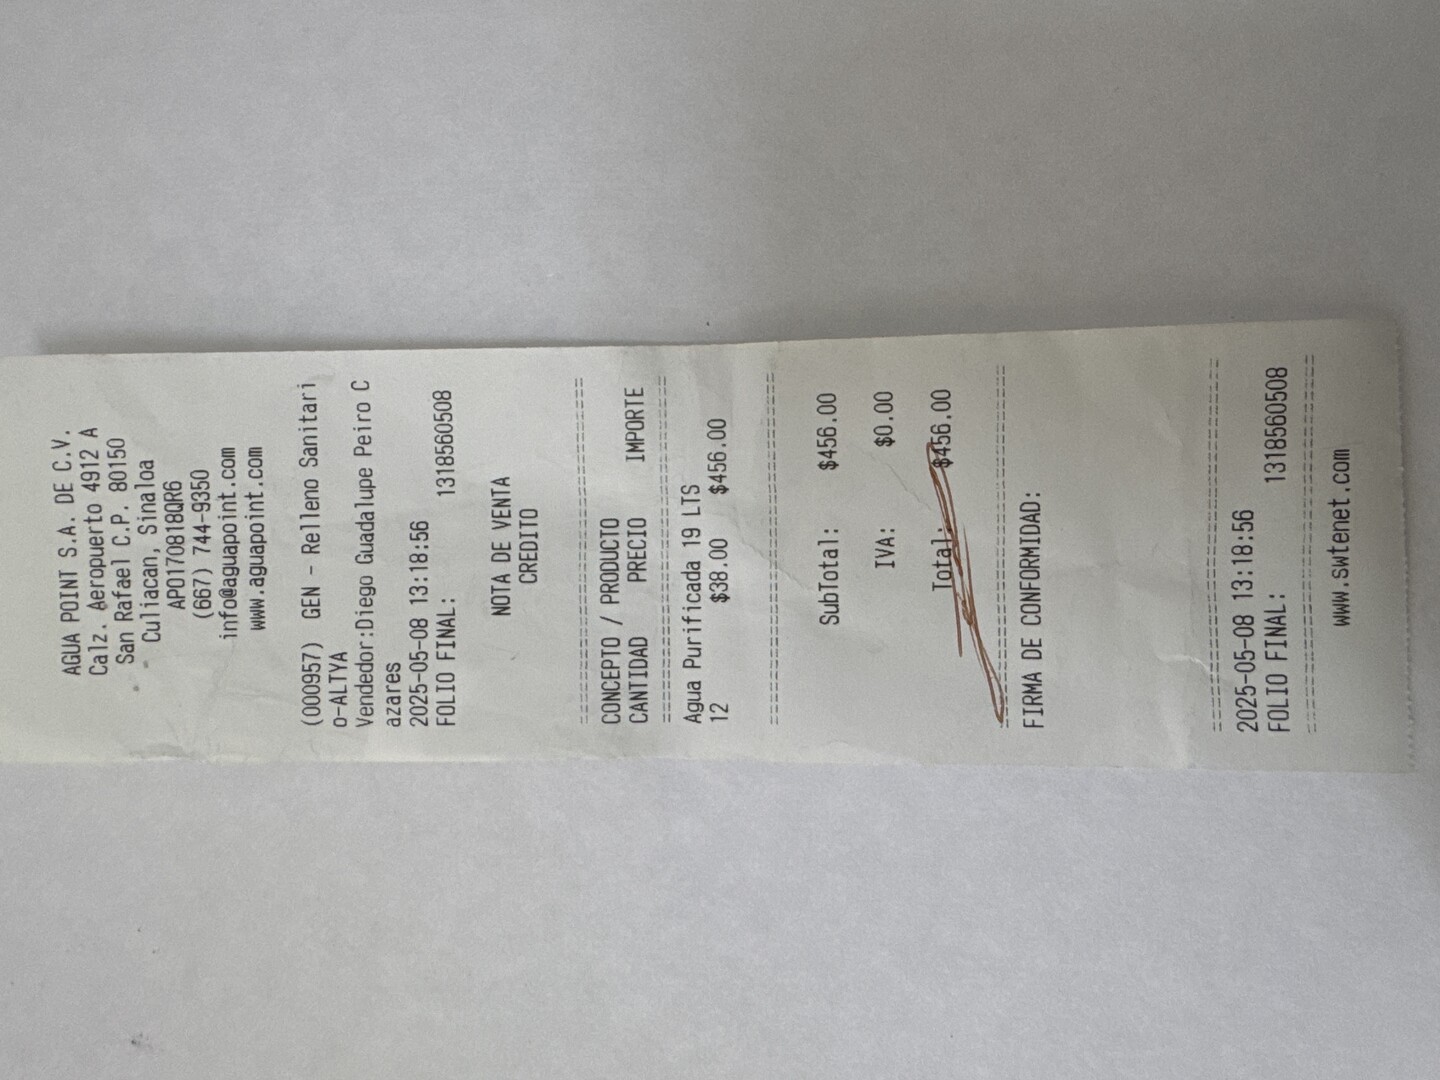 AGUA POINT S.A. DE C.V.
Calz. Aeropuerto 4912 A
San Rafael C.P. 80150
Culiacan, Sinaloa
APO170818QR6
(667) 744-9350
info@aguapoint.com
www.aguapoint.com
(000957) GEN - Relleno Sanitari
o-ALTYA
Vendedor:Diego Guadalupe Peiro C
azares
2025-05-08 13:18:56
FOLIO FINAL: 1318560508
NOTA DE VENTA
CREDITO
================================
CONCEPTO / PRODUCTO
CANTIDAD PRECIO IMPORTE
================================
Agua Purificada 19 LTS
12 $38.00 $456.00
================================
SubTotal: $456.00
IVA: $0.00
Total: $456.00
================================
FIRMA DE CONFORMIDAD:
================================
2025-05-08 13:18:56
FOLIO FINAL: 1318560508
================================
www.swtenet.com